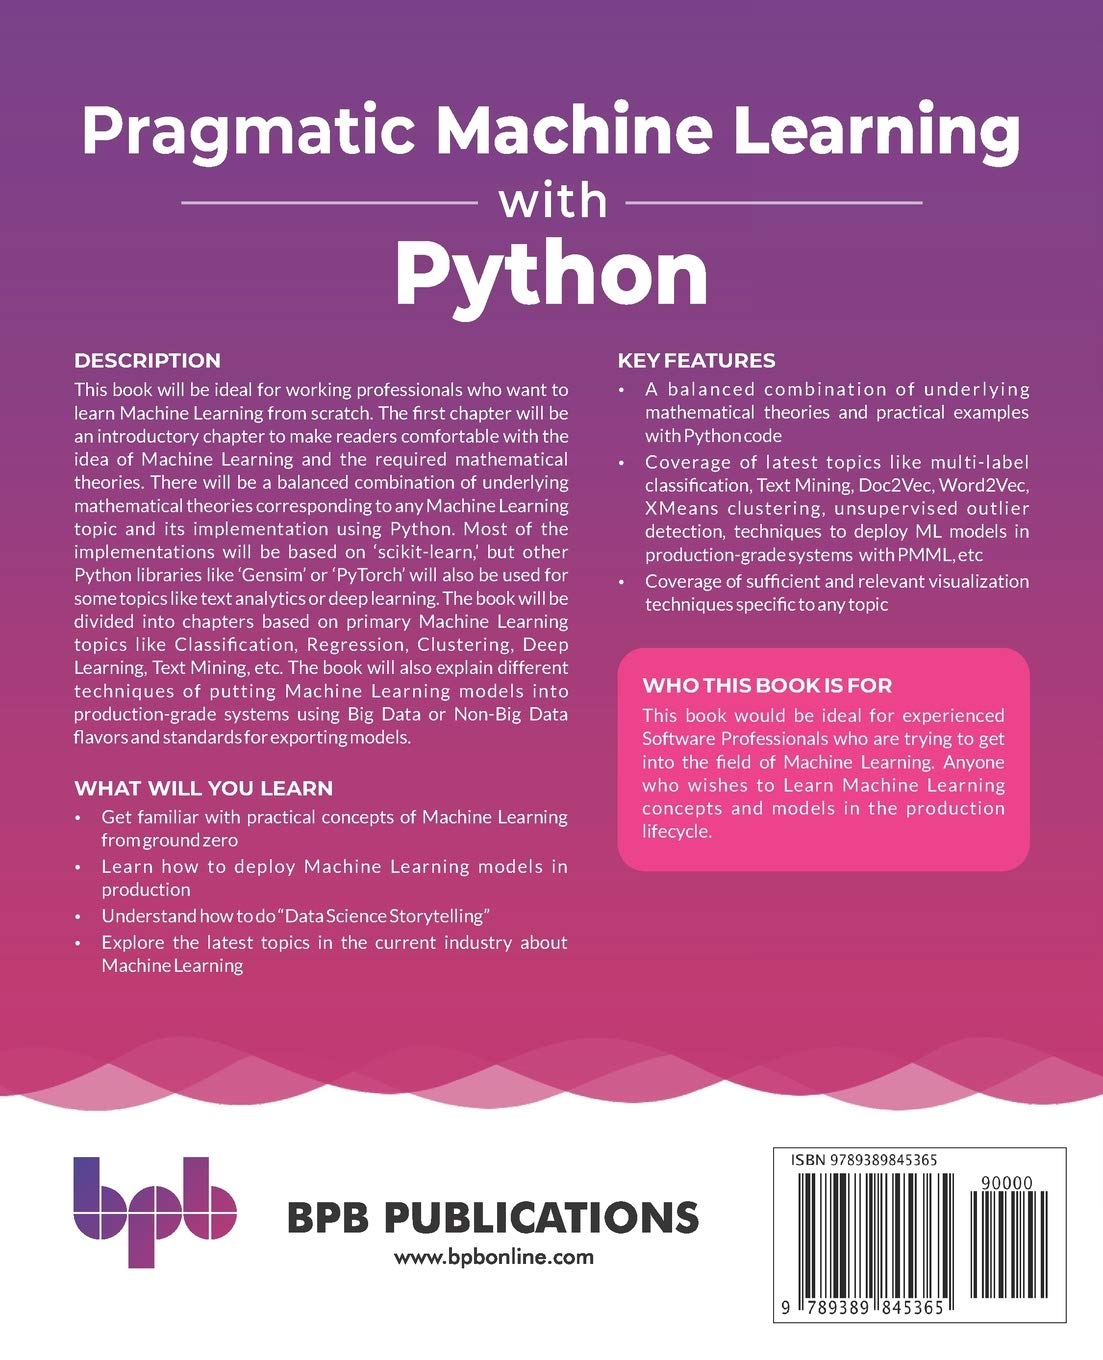 Pragmatic Machine Learning
with
Python
DESCRIPTION
This book will be ideal for working professionals who want to
learn Machine Learning from scratch. The first chapter will be
an introductory chapter to make readers comfortable with the
idea of Machine Learning and the required mathematical
theories. There will be a balanced combination of underlying
mathematical theories corresponding to any Machine Learning
topic and its implementation using Python. Most of the
implementations will be based on ‘scikit-learn,’ but other
Python libraries like ‘Gensim’ or ‘PyTorch’ will also be used for
some topics like text analytics or deep learning. The book will be
divided into chapters based on primary Machine Learning
topics like Classification, Regression, Clustering, Deep
Learning, Text Mining, etc. The book will also explain different
techniques of putting Machine Learning models into
production-grade systems using Big Data or Non-Big Data
flavors and standards for exporting models.
WHAT WILL YOU LEARN
• Get familiar with practical concepts of Machine Learning
from ground zero
• Learn how to deploy Machine Learning models in
production
• Understand how to do “Data Science Storytelling”
• Explore the latest topics in the current industry about
Machine Learning
KEY FEATURES
• A balanced combination of underlying
mathematical theories and practical examples
with Python code
• Coverage of latest topics like multi-label
classification, Text Mining, Doc2Vec, Word2Vec,
XMeans clustering, unsupervised outlier
detection, techniques to deploy ML models in
production-grade systems with PMML, etc
• Coverage of sufficient and relevant visualization
techniques specific to any topic
WHO THIS BOOK IS FOR
This book would be ideal for experienced
Software Professionals who are trying to get
into the field of Machine Learning. Anyone
who wishes to Learn Machine Learning
concepts and models in the production
lifecycle.
bpb
BPB PUBLICATIONS
www.bpbonline.com
ISBN 9789389845365
90000
9 789389 845365